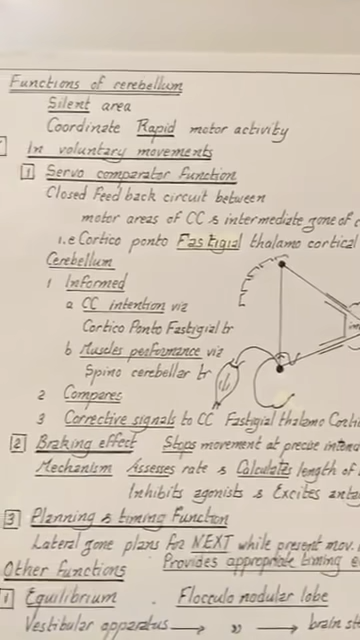 Functions of cerebellum
Silent area
Coordinate Rapid motor activity
In voluntary movements
1 Servo comparator Function
Closed Feed back circuit between
motor areas of CC & intermediate zone of
i.e Cortico ponto Fastigial thalamo cortical
Cerebellum
1 Informed
a CC intention via
Cortico Ponto Fastigial tr
b Muscles performance via
Spino cerebellar tr
2 Compares
3 Corrective signals to CC Fastigial thalamo
2 Braking effect Stops movement at precise
Mechanism Assesses rate & Calculates length of
Inhibits agonists & Excites
3 Planning & timing Function
Lateral zone plans for NEXT while present mov.
Provides appropriate timing
Other functions
1 Equilibrium Flocculo nodular lobe
Vestibular apparatus → → brain